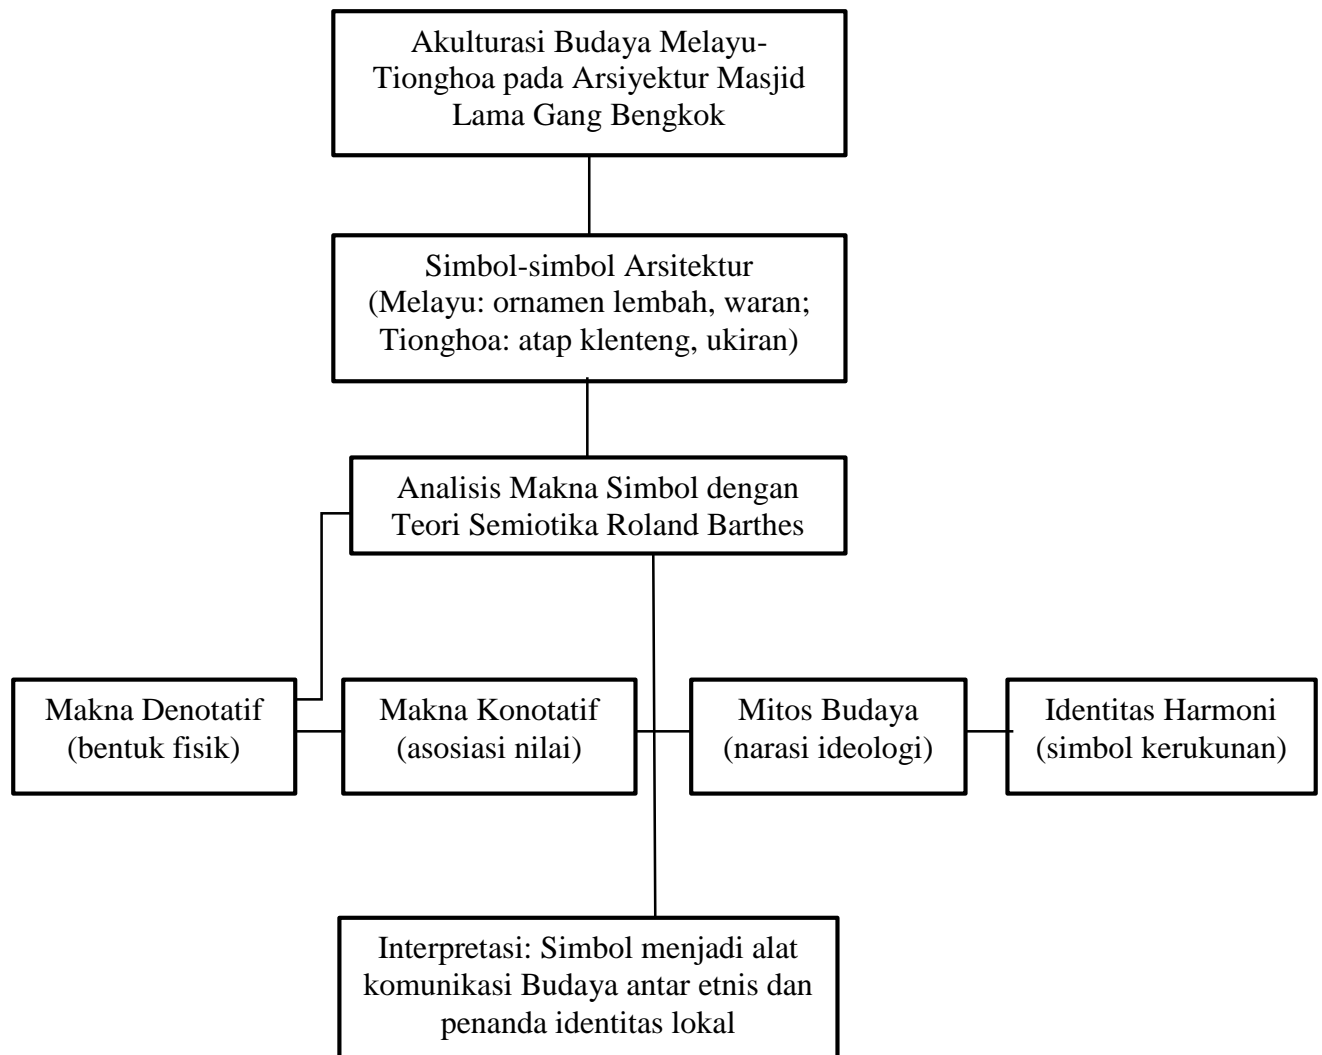 Akulturasi Budaya Melayu-
Tionghoa pada Arsiyektur Masjid
Lama Gang Bengkok
Simbol-simbol Arsitektur
(Melayu: ornamen lembah, waran;
Tionghoa: atap klenteng, ukiran)
Analisis Makna Simbol dengan
Teori Semiotika Roland Barthes
Makna Denotatif
(bentuk fisik)
Makna Konotatif
(asosiasi nilai)
Mitos Budaya
(narasi ideologi)
Identitas Harmoni
(simbol kerukunan)
Interpretasi: Simbol menjadi alat
komunikasi Budaya antar etnis dan
penanda identitas lokal